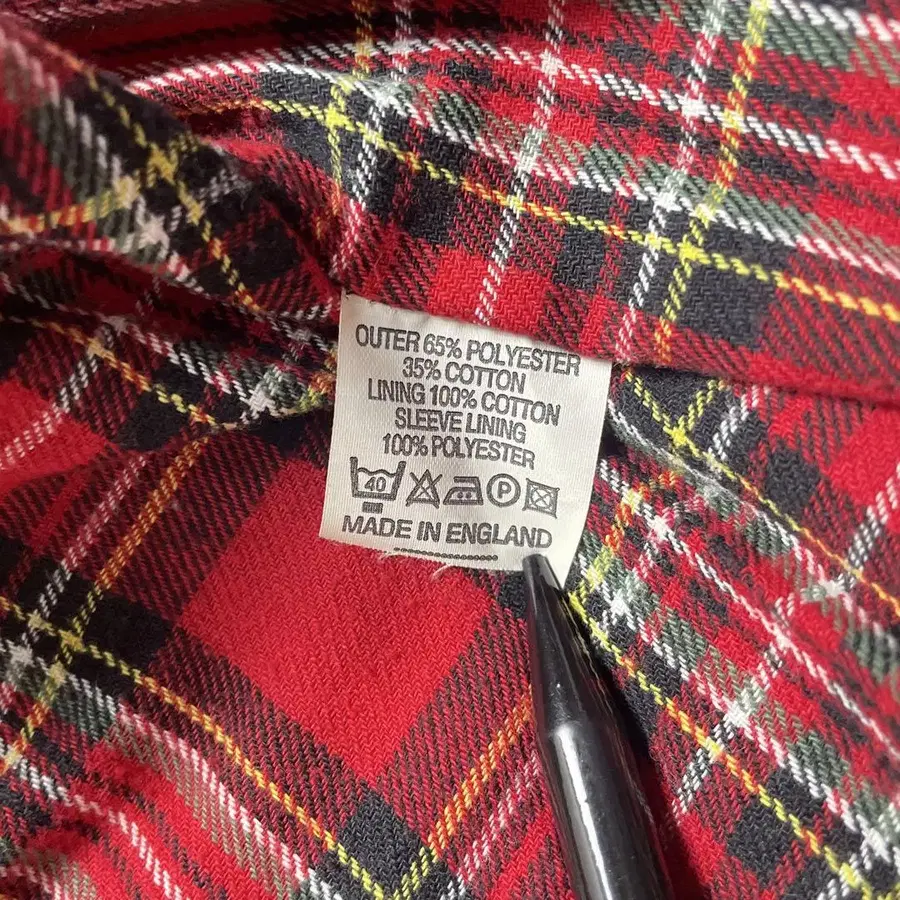 OUTER 65% POLYESTER
35% COTTON
LINING 100% COTTON
SLEEVE LINING
100% POLYESTER
40 P
MADE IN ENGLAND